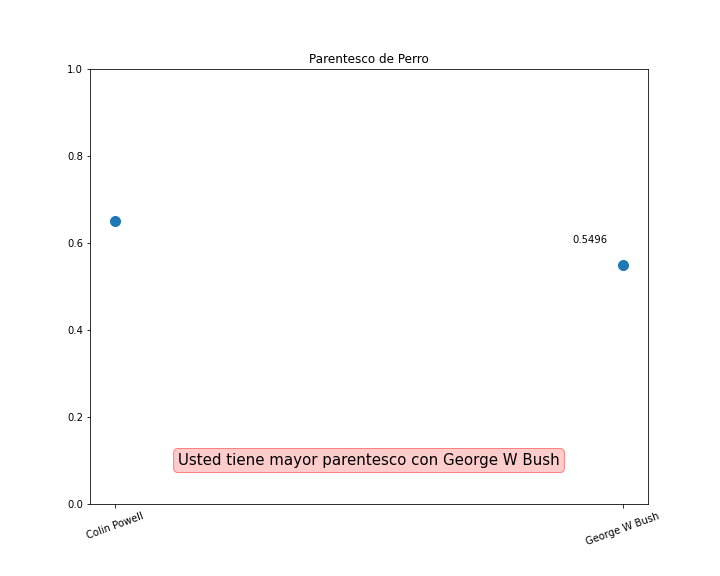 Parentesco de Perro
1.0
0.8
0.6
0.4
0.2
0.0
0.5496
Usted tiene mayor parentesco con George W Bush
Colin Powell
George W Bush